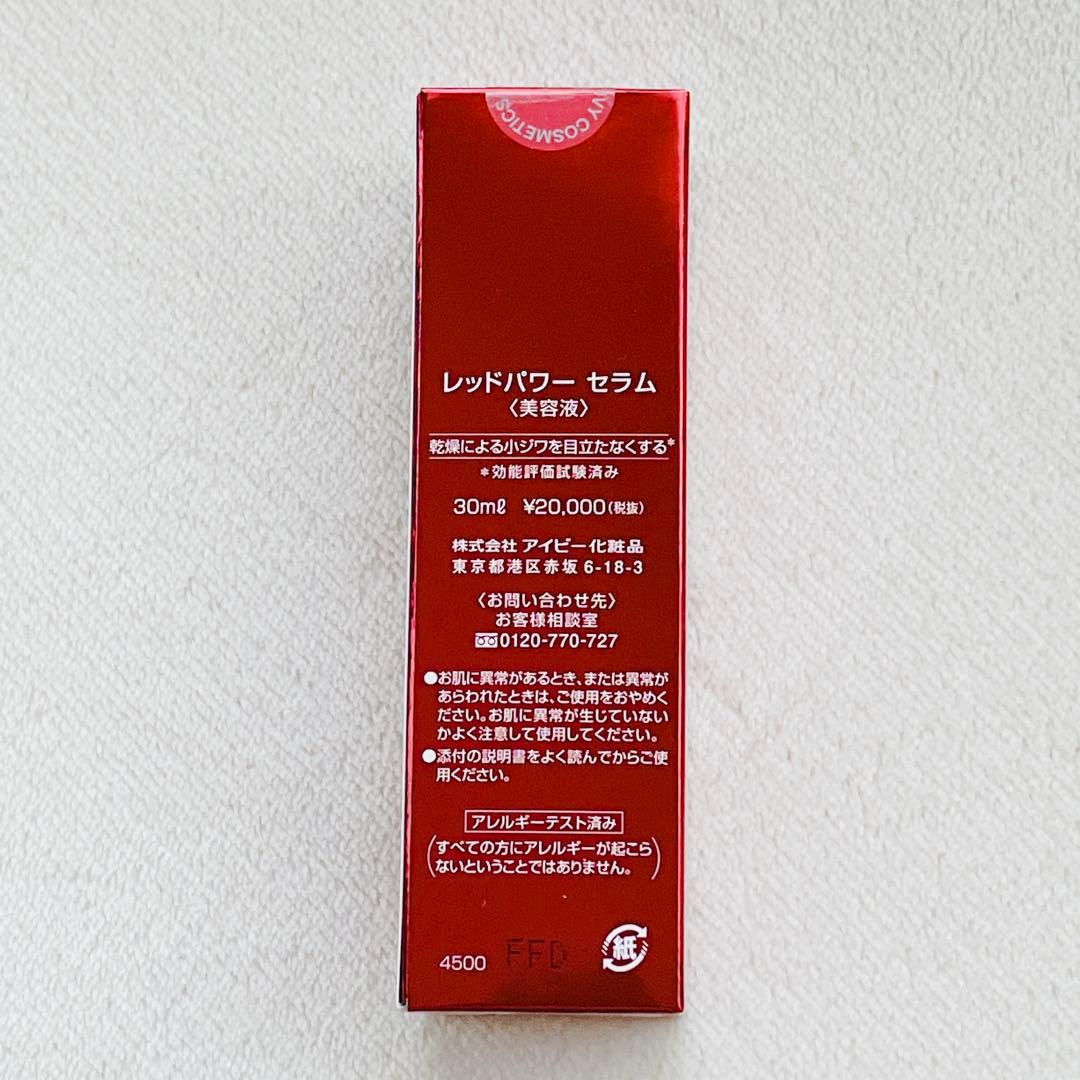 VY COSMETICS
レッドパワー セラム
〈美容液〉
乾燥による小ジワを目立たなくする*
*効能評価試験済み
30mℓ ¥20,000(税抜)
株式会社 アイビー化粧品
東京都港区赤坂 6-18-3
〈お問い合わせ先〉
お客様相談室
0120-770-727
●お肌に異常があるとき、または異常が
あらわれたときは、ご使用をおやめく
ださい。お肌に異常が生じていない
かよく注意して使用してください。
●添付の説明書をよく読んでからご使
用ください。
アレルギーテスト済み
(すべての方にアレルギーが起こら
ないということではありません。)
4500 FFD 紙